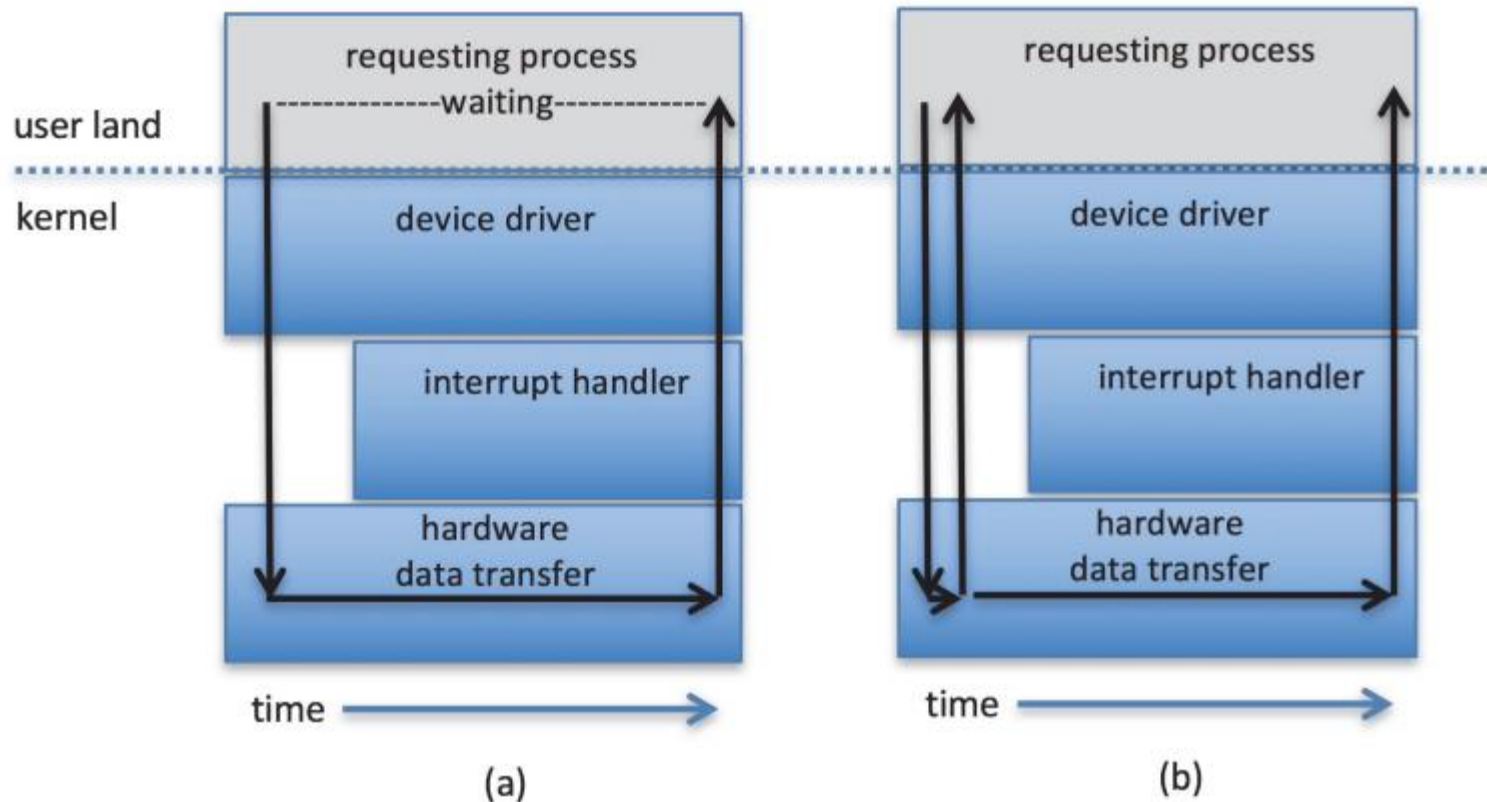 requesting process
waiting
user land
kernel
device driver
interrupt handler
hardware
data transfer
time
(a)
requesting process
device driver
interrupt handler
hardware
data transfer
time
(b)